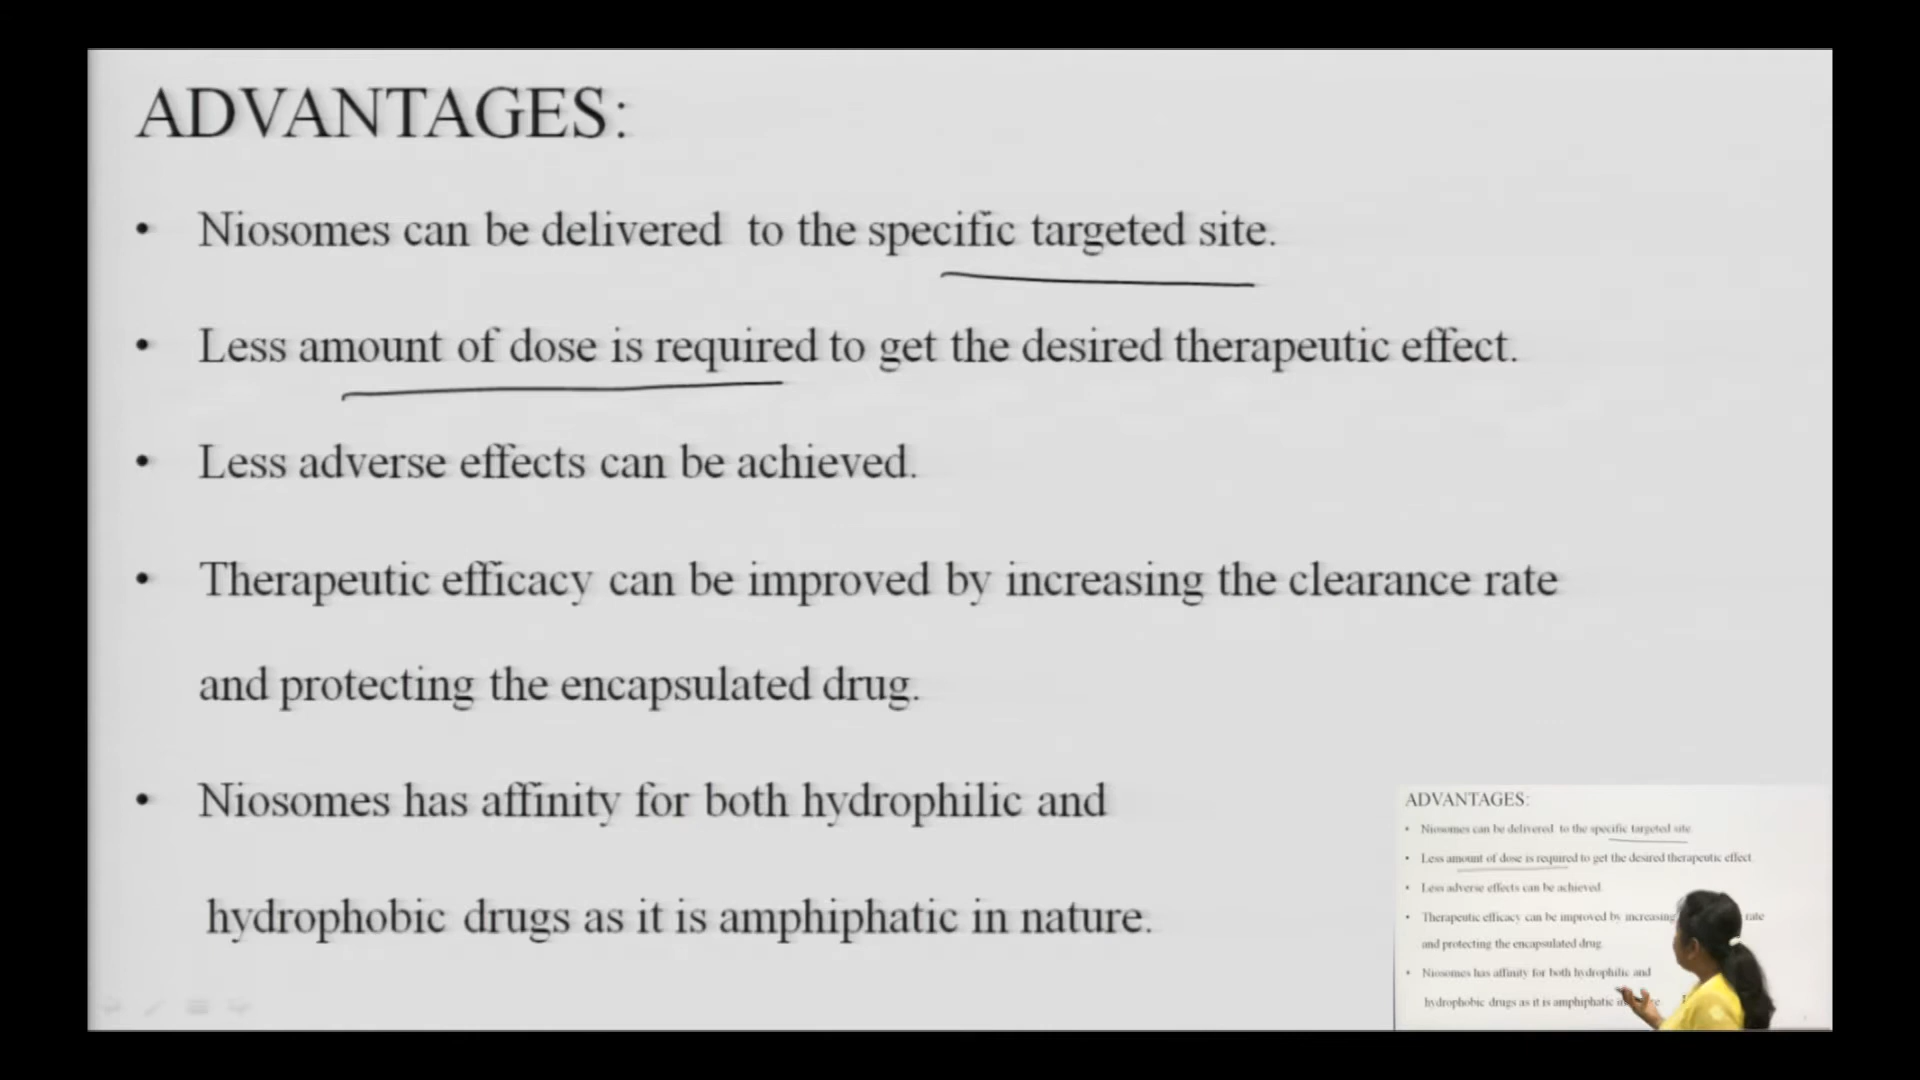 ADVANTAGES:
• Niosomes can be delivered to the specific targeted site.
• Less amount of dose is required to get the desired therapeutic effect.
• Less adverse effects can be achieved.
• Therapeutic efficacy can be improved by increasing the clearance rate
and protecting the encapsulated drug.
• Niosomes has affinity for both hydrophilic and
hydrophobic drugs as it is amphiphatic in nature.
ADVANTAGES:
• Niosomes can be delivered to the specific targeted site
• Less amount of dose is required to get the desired therapeutic effect.
• Less adverse effects can be achieved
• Therapeutic efficacy can be improved by increasing rate
and protecting the encapsulated drug
• Niosomes has affinity for both hydrophilic and
hydrophobic drugs as it is amphiphatic